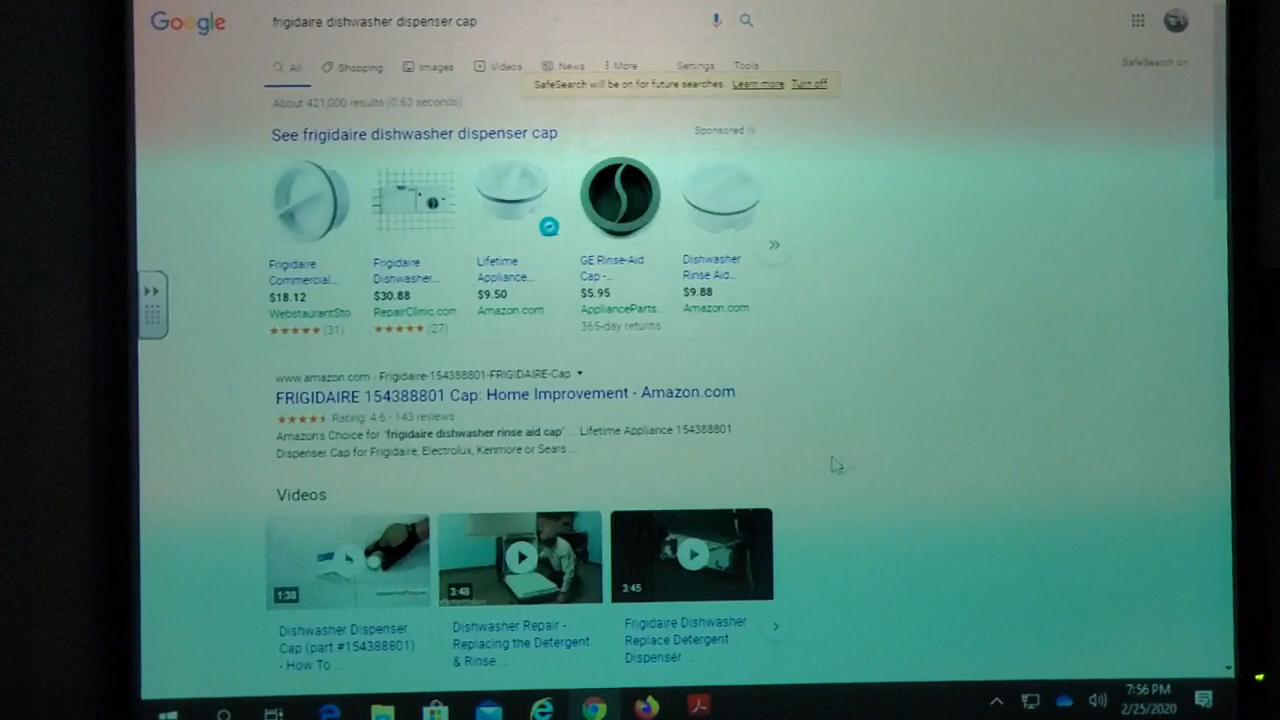 Google
frigidaire dishwasher dispenser cap
All Shopping Images Videos News More Settings Tools
SafeSearch on
SafeSearch will be on for future searches. Learn more Turn off
About 421,000 results (0.63 seconds)
See frigidaire dishwasher dispenser cap
Sponsored
Frigidaire
Commercial...
$18.12
WebstaurantSto...
(31)
Frigidaire
Dishwasher...
$30.88
RepairClinic.com
(27)
Lifetime
Appliance...
$9.50
Amazon.com
GE Rinse-Aid
Cap -...
$5.95
ApplianceParts...
365-day returns
Dishwasher
Rinse Aid...
$9.88
Amazon.com
www.amazon.com › Frigidaire-154388801-FRIGIDAIRE-Cap
FRIGIDAIRE 154388801 Cap: Home Improvement - Amazon.com
Rating: 4.6 - 143 reviews
Amazon's Choice for "frigidaire dishwasher rinse aid cap" ... Lifetime Appliance 154388801
Dispenser Cap for Frigidaire, Electrolux, Kenmore or Sears ...
Videos
1:38
3:48
3:45
Dishwasher Dispenser
Cap (part #154388801)
- How To ...
Dishwasher Repair -
Replacing the Detergent
& Rinse ...
Frigidaire Dishwasher
Replace Detergent
Dispenser ...
7:56 PM
2/25/2020